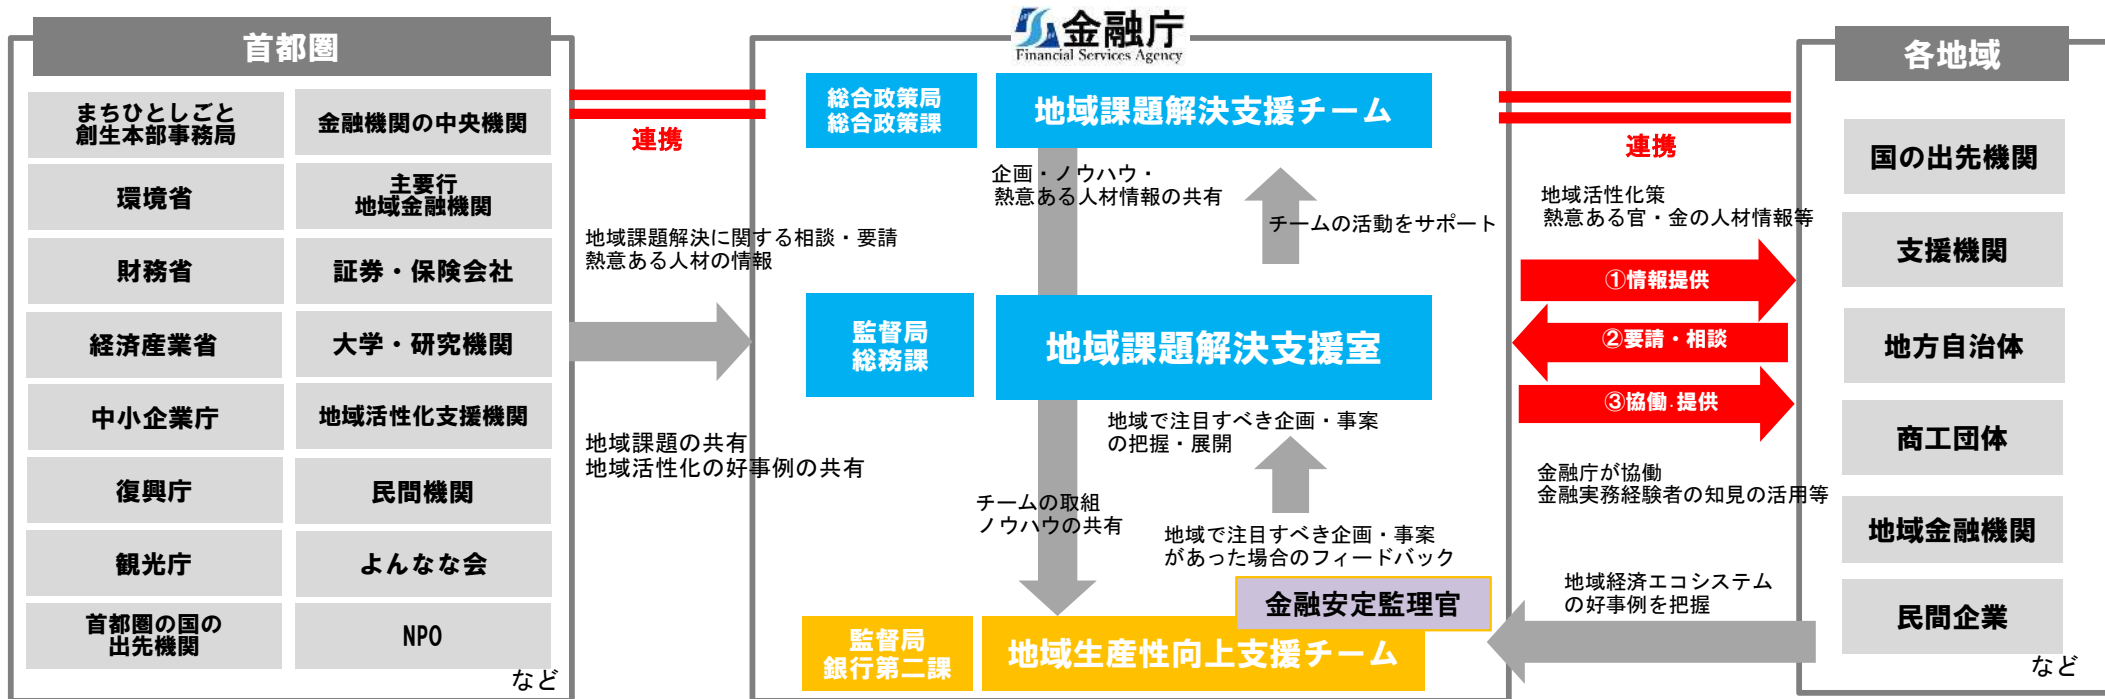 首都圏
まちひとしごと
創生本部事務局
金融機関の中央機関
環境省
主要行
地域金融機関
財務省
証券・保険会社
経済産業省
大学・研究機関
中小企業庁
地域活性化支援機関
復興庁
民間機関
観光庁
よんなな会
首都圏の国の
出先機関
NPO
など
連携
地域課題解決に関する相談・要請
熱意ある人材の情報
地域課題の共有
地域活性化の好事例の共有
金融庁
Financial Services Agency
総合政策局
総合政策課
地域課題解決支援チーム
企画・ノウハウ・
熱意ある人材情報の共有
チームの活動をサポート
監督局
総務課
地域課題解決支援室
地域で注目すべき企画・事案
の把握・展開
チームの取組
ノウハウの共有
地域で注目すべき企画・事案
があった場合のフィードバック
金融安定監理官
監督局
銀行第二課
地域生産性向上支援チーム
連携
地域活性化策
熱意ある官・金の人材情報等
①情報提供
②要請・相談
③協働・提供
金融庁が協働
金融実務経験者の知見の活用等
地域経済エコシステム
の好事例を把握
各地域
国の出先機関
支援機関
地方自治体
商工団体
地域金融機関
民間企業
など